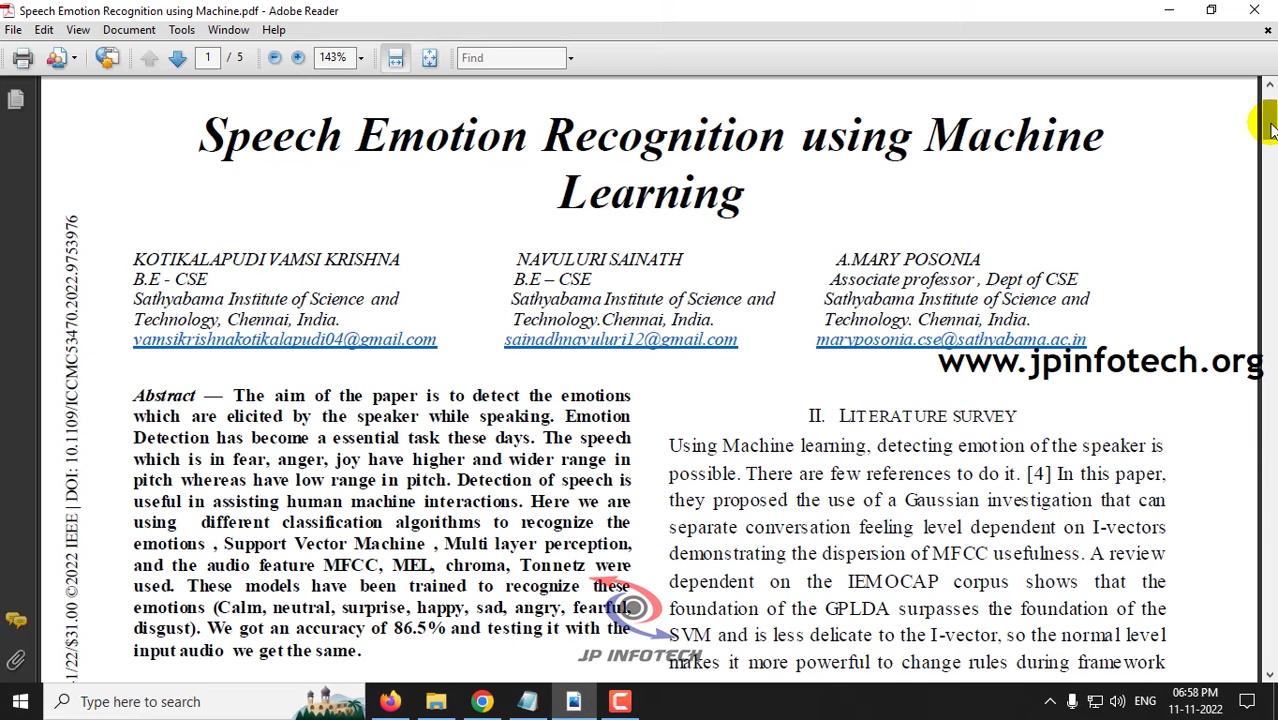 Speech Emotion Recognition using Machine.pdf - Adobe Reader
File Edit View Document Tools Window Help
1 / 5 143% Find
Speech Emotion Recognition using Machine
Learning
KOTIKALAPUDI VAMSI KRISHNA
B.E - CSE
Sathyabama Institute of Science and
Technology, Chennai, India.
vamsikrishnakotikalapudi04@gmail.com
NAVULURI SAINATH
B.E – CSE
Sathyabama Institute of Science and
Technology.Chennai, India.
sainadhnavuluri12@gmail.com
A.MARY POSONIA
Associate professor , Dept of CSE
Sathyabama Institute of Science and
Technology. Chennai, India.
maryposonia.cse@sathyabama.ac.in
www.jpinfotech.org
1/22/$31.00 ©2022 IEEE | DOI: 10.1109/ICCMC53470.2022.9753976
Abstract — The aim of the paper is to detect the emotions
which are elicited by the speaker while speaking. Emotion
Detection has become a essential task these days. The speech
which is in fear, anger, joy have higher and wider range in
pitch whereas have low range in pitch. Detection of speech is
useful in assisting human machine interactions. Here we are
using different classification algorithms to recognize the
emotions , Support Vector Machine , Multi layer perception,
and the audio feature MFCC, MEL, chroma, Tonnetz were
used. These models have been trained to recognize these
emotions (Calm, neutral, surprise, happy, sad, angry, fearful,
disgust). We got an accuracy of 86.5% and testing it with the
input audio we get the same.
II. LITERATURE SURVEY
Using Machine learning, detecting emotion of the speaker is
possible. There are few references to do it. [4] In this paper,
they proposed the use of a Gaussian investigation that can
separate conversation feeling level dependent on I-vectors
demonstrating the dispersion of MFCC usefulness. A review
dependent on the IEMOCAP corpus shows that the
foundation of the GPLDA surpasses the foundation of the
SVM and is less delicate to the I-vector, so the normal level
makes it more powerful to change rules during framework
JP INFOTECH
Type here to search
ENG
06:58 PM
11-11-2022